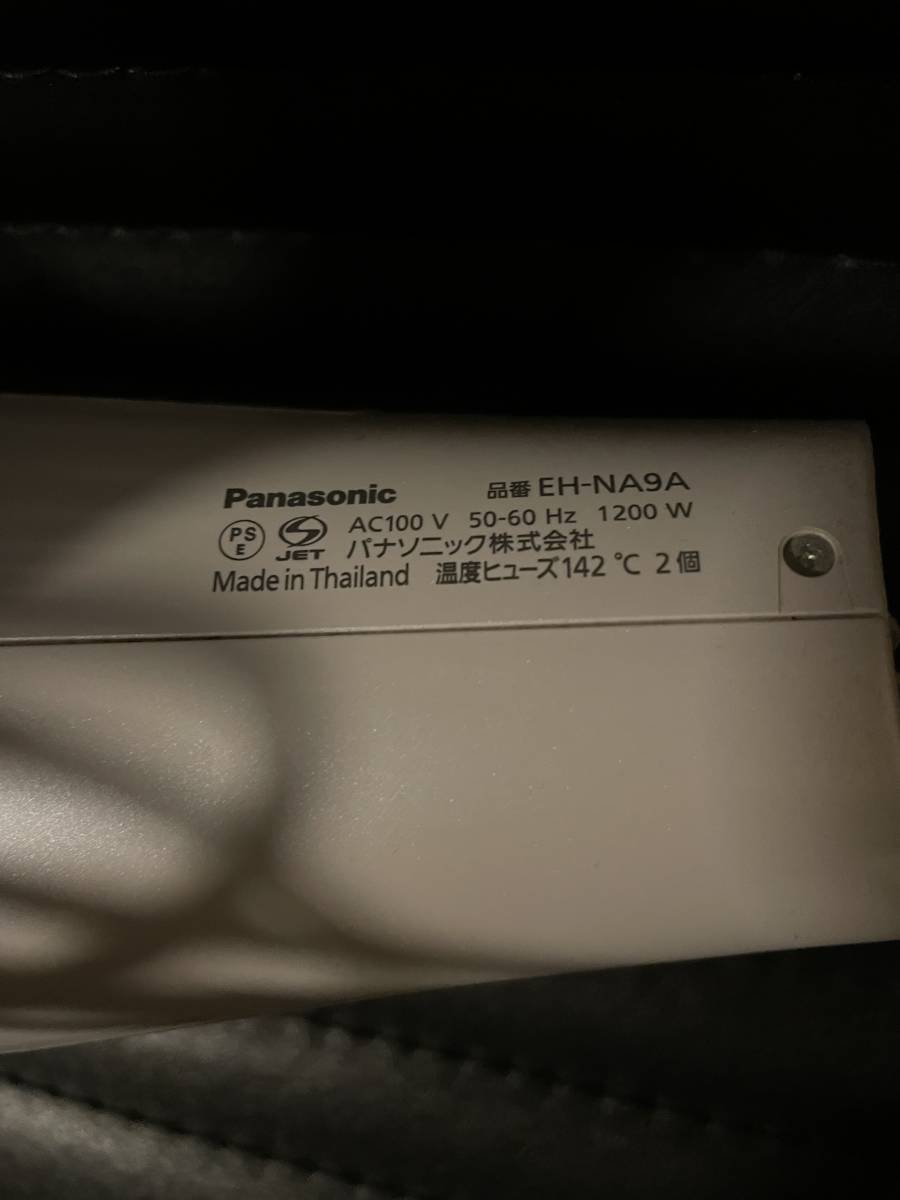 Panasonic 品番 EH-NA9A
PS E JET AC100 V 50-60 Hz 1200 W
パナソニック株式会社
Made in Thailand 温度ヒューズ142 ℃ 2個